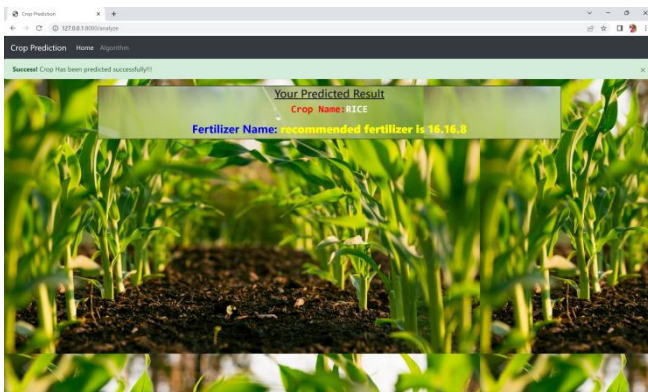 Crop Prediction
127.0.0.1:8000/analyze
Crop Prediction Home Algorithm
Success! Crop Has been predicted successfully!!!
Your Predicted Result
Crop Name:RICE
Fertilizer Name: recommended fertilizer is 16.16.8